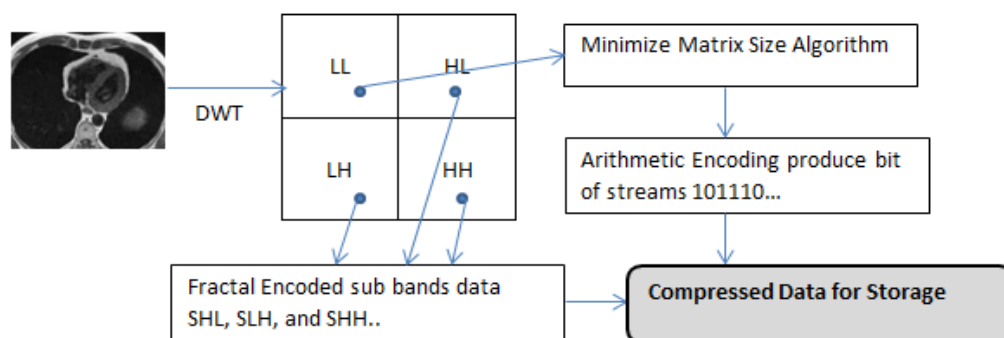 LL
HL
Minimize Matrix Size Algorithm
DWT
LH
HH
Arithmetic Encoding produce bit
of streams 101110...
Fractal Encoded sub bands data
SHL, SLH, and SHH..
Compressed Data for Storage